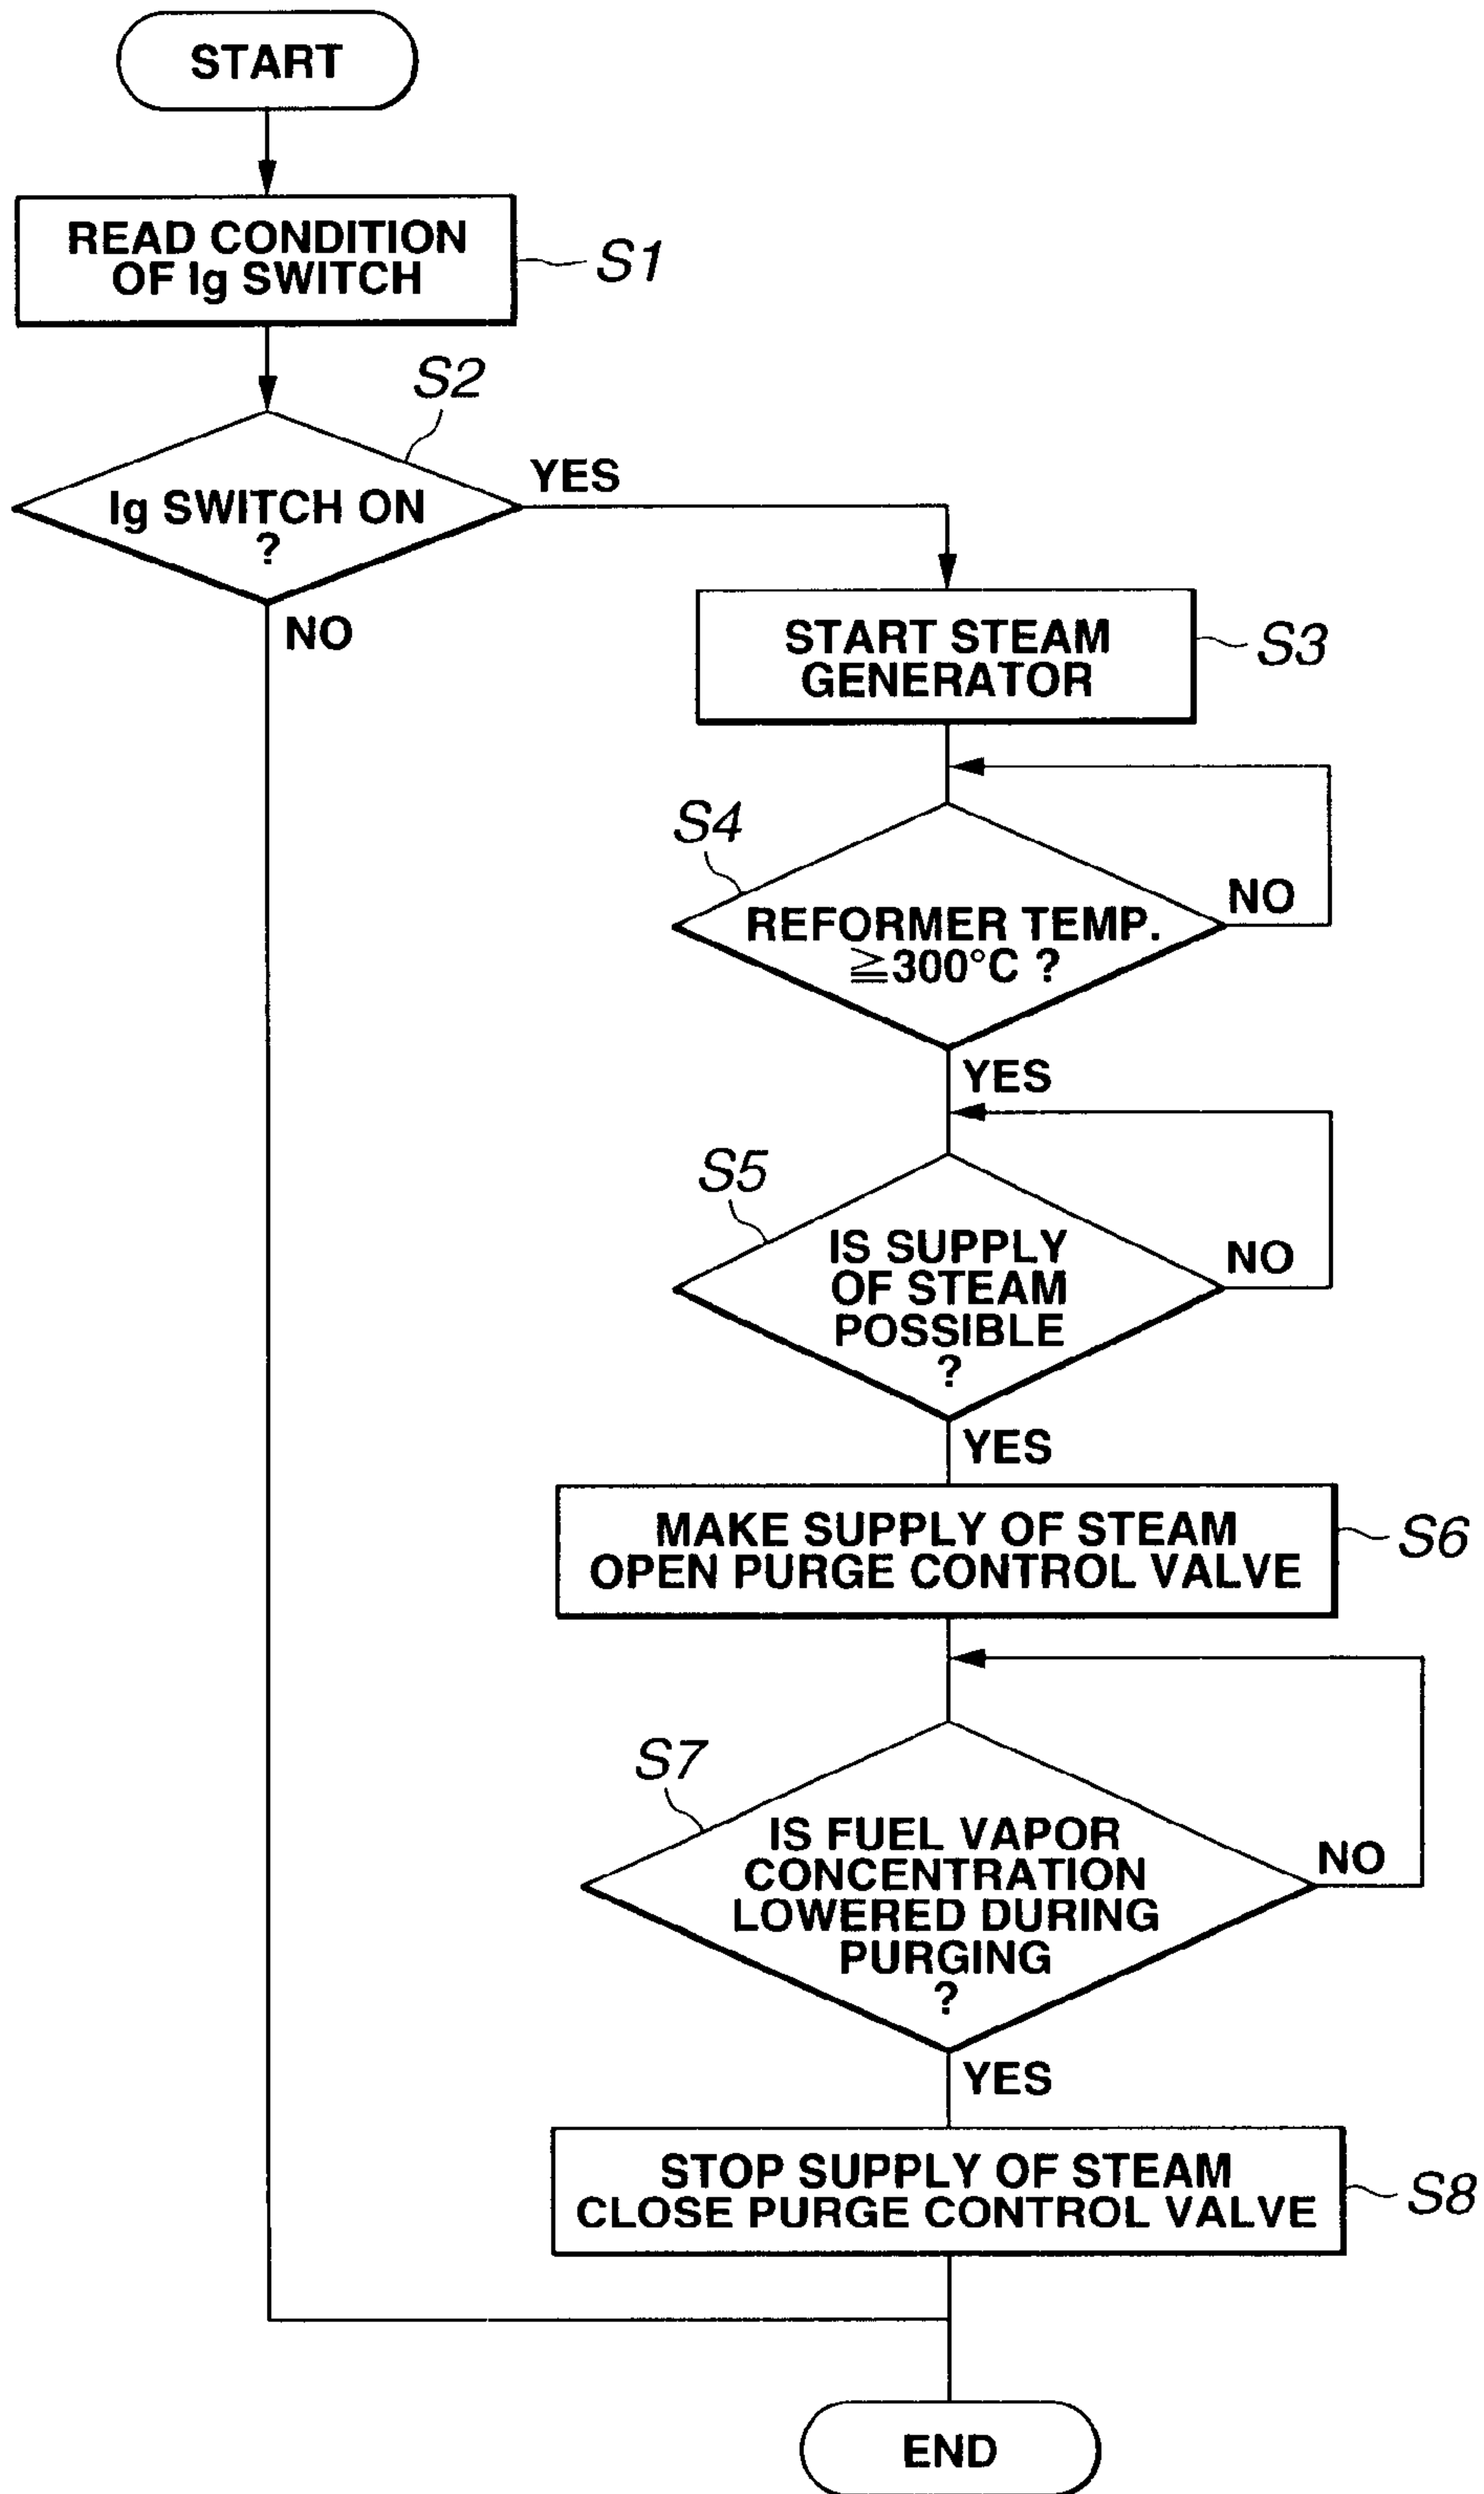 START
READ CONDITION
OF Ig SWITCH
S1
S2
Ig SWITCH ON
?
YES
NO
START STEAM
GENERATOR
S3
S4
REFORMER TEMP.
≧300°C ?
NO
YES
S5
IS SUPPLY
OF STEAM
POSSIBLE
?
NO
YES
MAKE SUPPLY OF STEAM
OPEN PURGE CONTROL VALVE
S6
S7
IS FUEL VAPOR
CONCENTRATION
LOWERED DURING
PURGING
?
NO
YES
STOP SUPPLY OF STEAM
CLOSE PURGE CONTROL VALVE
S8
END